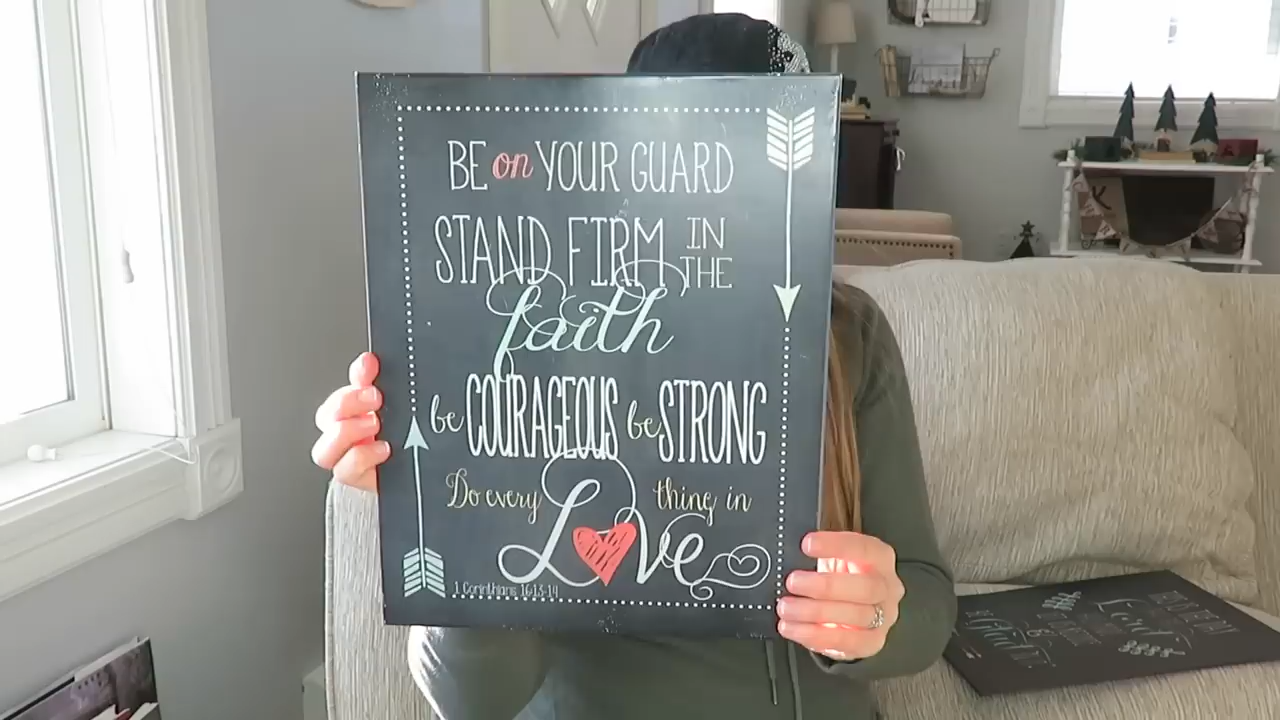 BE on YOUR GUARD
STAND FIRM IN THE
faith
be COURAGEOUS be STRONG
Do every thing in
Love
1 Corinthians 16:13-14
K